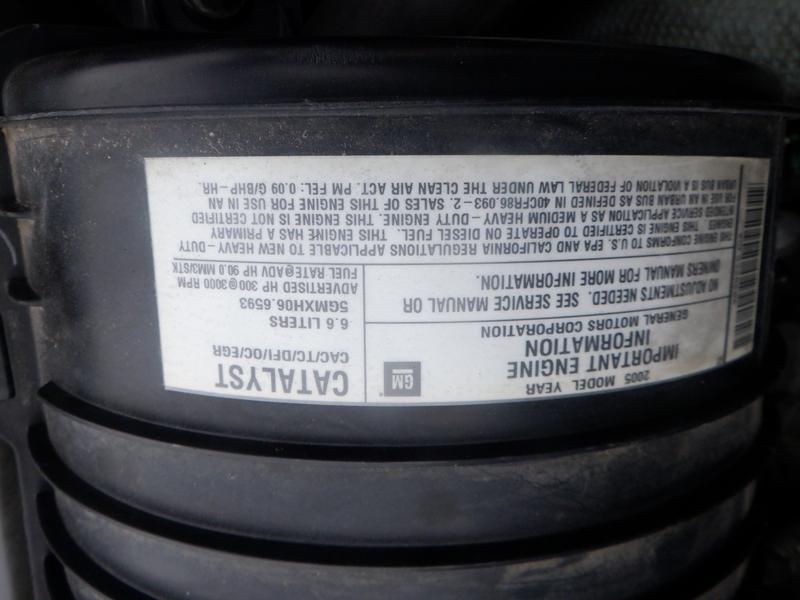 2005 MODEL YEAR
IMPORTANT ENGINE
INFORMATION
GENERAL MOTORS CORPORATION
GM
CATALYST
CAC/TC/DFI/OC/EGR
6.6 LITERS
5GMXH06.6593
ADVERTISED HP 300 @ 3000 RPM
FUEL RATE@ADV HP 90.0 MM3/STK
NO ADJUSTMENTS NEEDED. SEE SERVICE MANUAL OR
OWNERS MANUAL FOR MORE INFORMATION.
THIS ENGINE CONFORMS TO U.S. EPA AND CALIFORNIA REGULATIONS APPLICABLE TO NEW HEAVY-DUTY
ENGINES. THIS ENGINE IS CERTIFIED TO OPERATE ON DIESEL FUEL. THIS ENGINE HAS A PRIMARY
INTENDED SERVICE APPLICATION AS A MEDIUM HEAVY-DUTY ENGINE. THIS ENGINE IS NOT CERTIFIED
FOR USE IN AN URBAN BUS AS DEFINED IN 40CFR86.093-2. SALES OF THIS ENGINE FOR USE IN AN
URBAN BUS IS A VIOLATION OF FEDERAL LAW UNDER THE CLEAN AIR ACT. PM FEL: 0.09 G/BHP-HR.